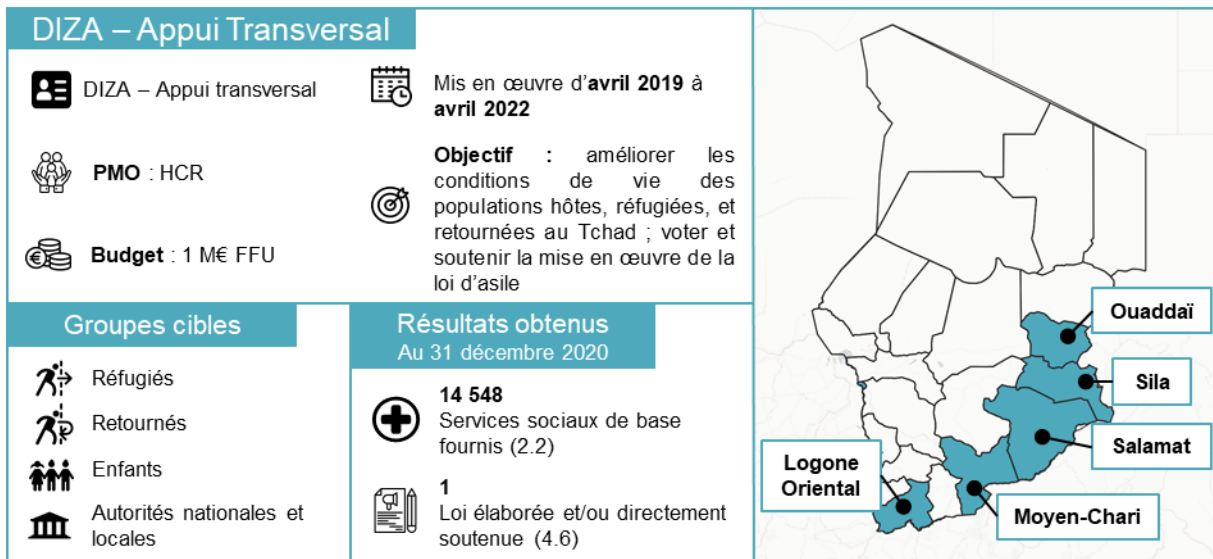 DIZA – Appui Transversal
DIZA – Appui transversal
PMO : HCR
Budget : 1 M€ FFU
Mis en œuvre d'avril 2019 à
avril 2022
Objectif : améliorer les
conditions de vie des
populations hôtes, réfugiées, et
retournées au Tchad ; voter et
soutenir la mise en œuvre de la
loi d'asile
Groupes cibles
Réfugiés
Retournés
Enfants
Autorités nationales et
locales
Résultats obtenus
Au 31 décembre 2020
14 548
Services sociaux de base
fournis (2.2)
1
Loi élaborée et/ou directement
soutenue (4.6)
Ouaddaï
Sila
Salamat
Logone
Oriental
Moyen-Chari